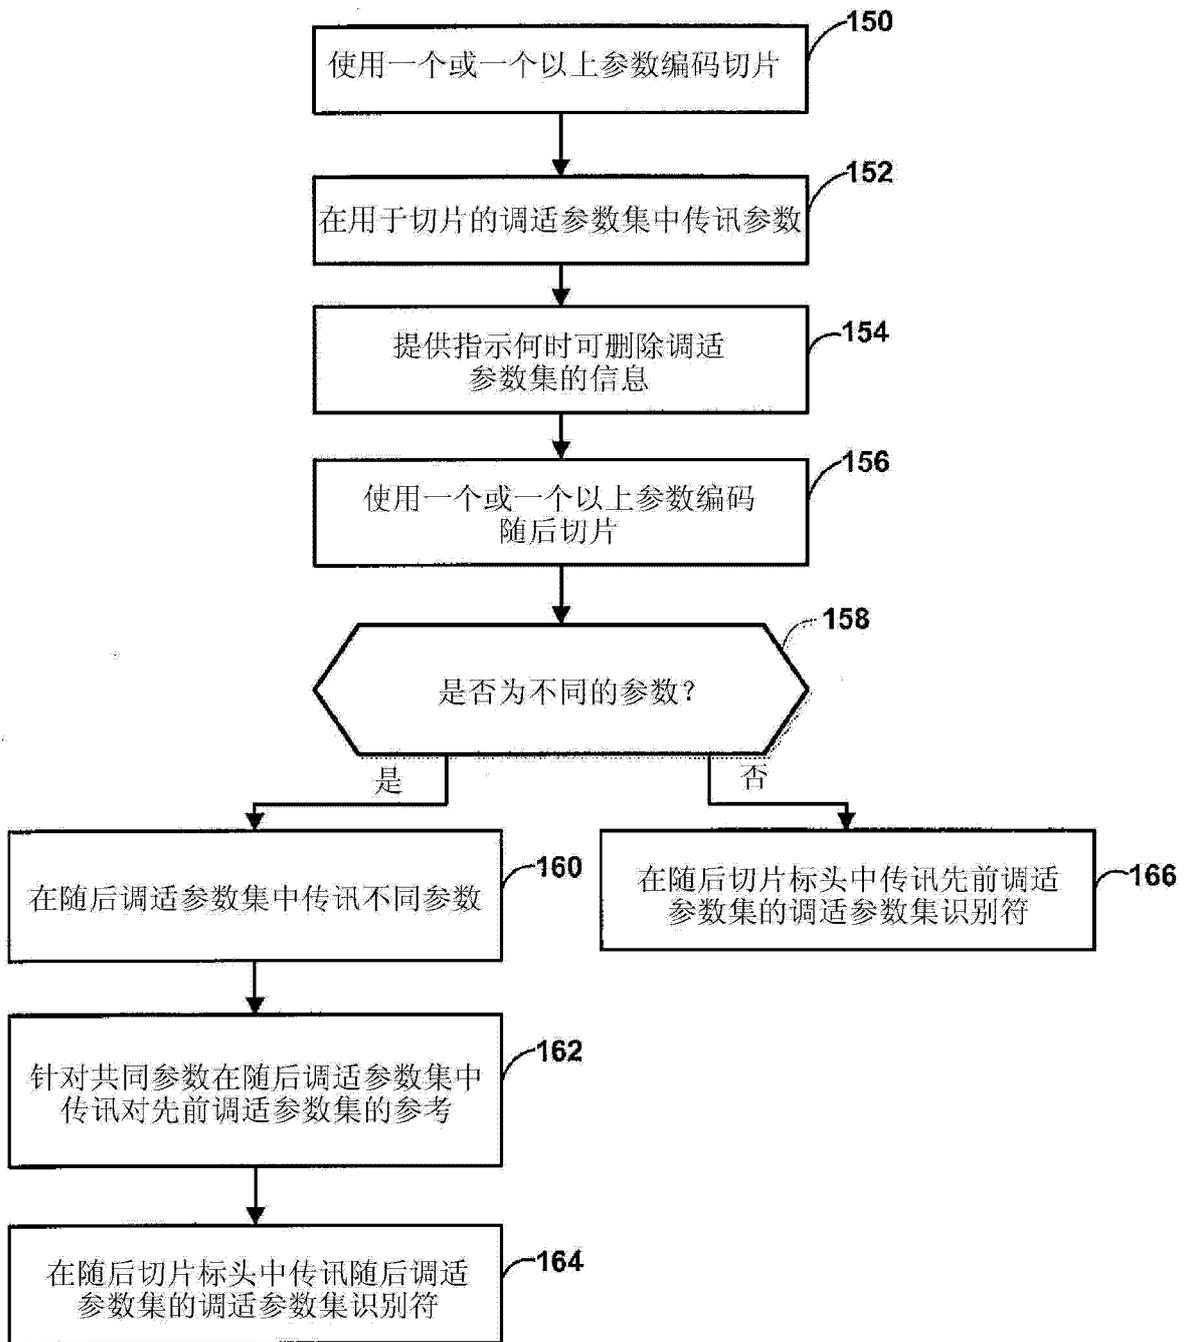 150
使用一个或一个以上参数编码切片
152
在用于切片的调适参数集中传讯参数
154
提供指示何时可删除调适
参数集的信息
156
使用一个或一个以上参数编码
随后切片
158
是否为不同的参数?
是
否
160
在随后调适参数集中传讯不同参数
166
在随后切片标头中传讯先前调适
参数集的调适参数集识别符
162
针对共同参数在随后调适参数集中
传讯对先前调适参数集的参考
164
在随后切片标头中传讯随后调适
参数集的调适参数集识别符